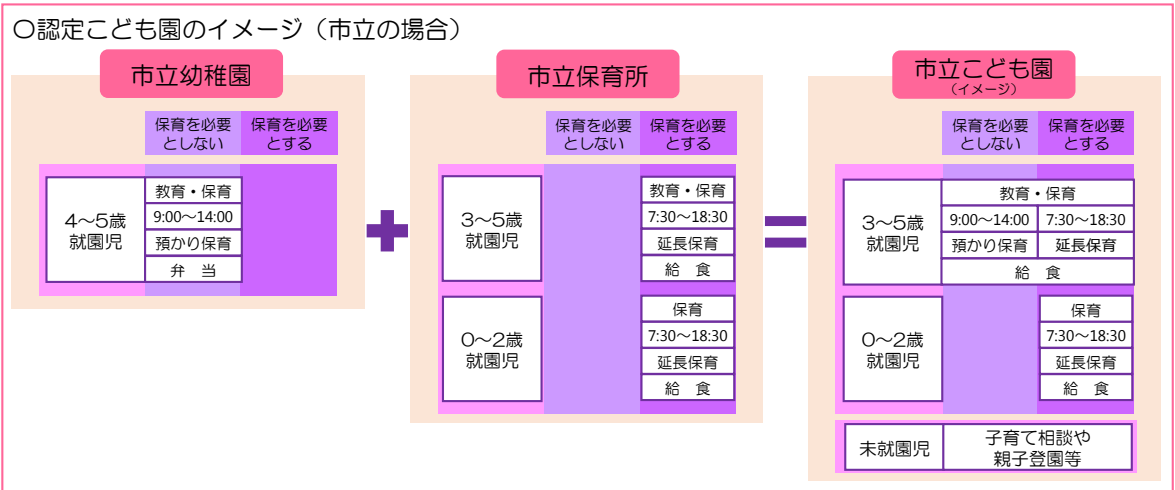 〇認定こども園のイメージ（市立の場合）
市立幼稚園
保育を必要
としない
保育を必要
とする
4～5歳
就園児
教育・保育
9:00～14:00
預かり保育
弁　当
市立保育所
保育を必要
としない
保育を必要
とする
3～5歳
就園児
教育・保育
7:30～18:30
延長保育
給　食
0～2歳
就園児
保育
7:30～18:30
延長保育
給　食
市立こども園
（イメージ）
保育を必要
としない
保育を必要
とする
3～5歳
就園児
教育・保育
9:00～14:00 7:30～18:30
預かり保育 延長保育
給　食
0～2歳
就園児
保育
7:30～18:30
延長保育
給　食
未就園児
子育て相談や
親子登園等